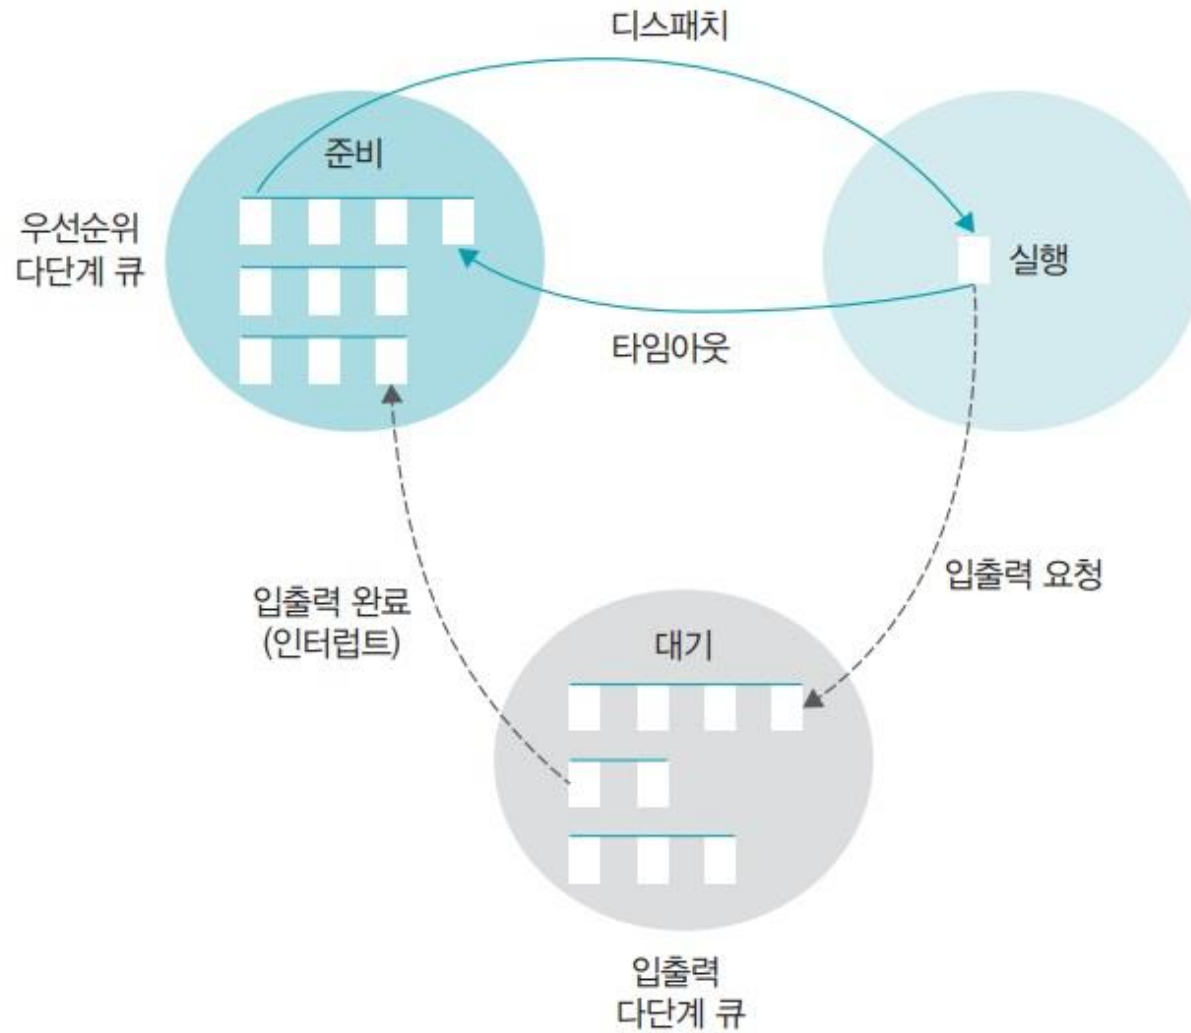 디스패치
준비
우선순위
다단계 큐
실행
타임아웃
입출력 요청
입출력 완료
(인터럽트)
대기
입출력
다단계 큐